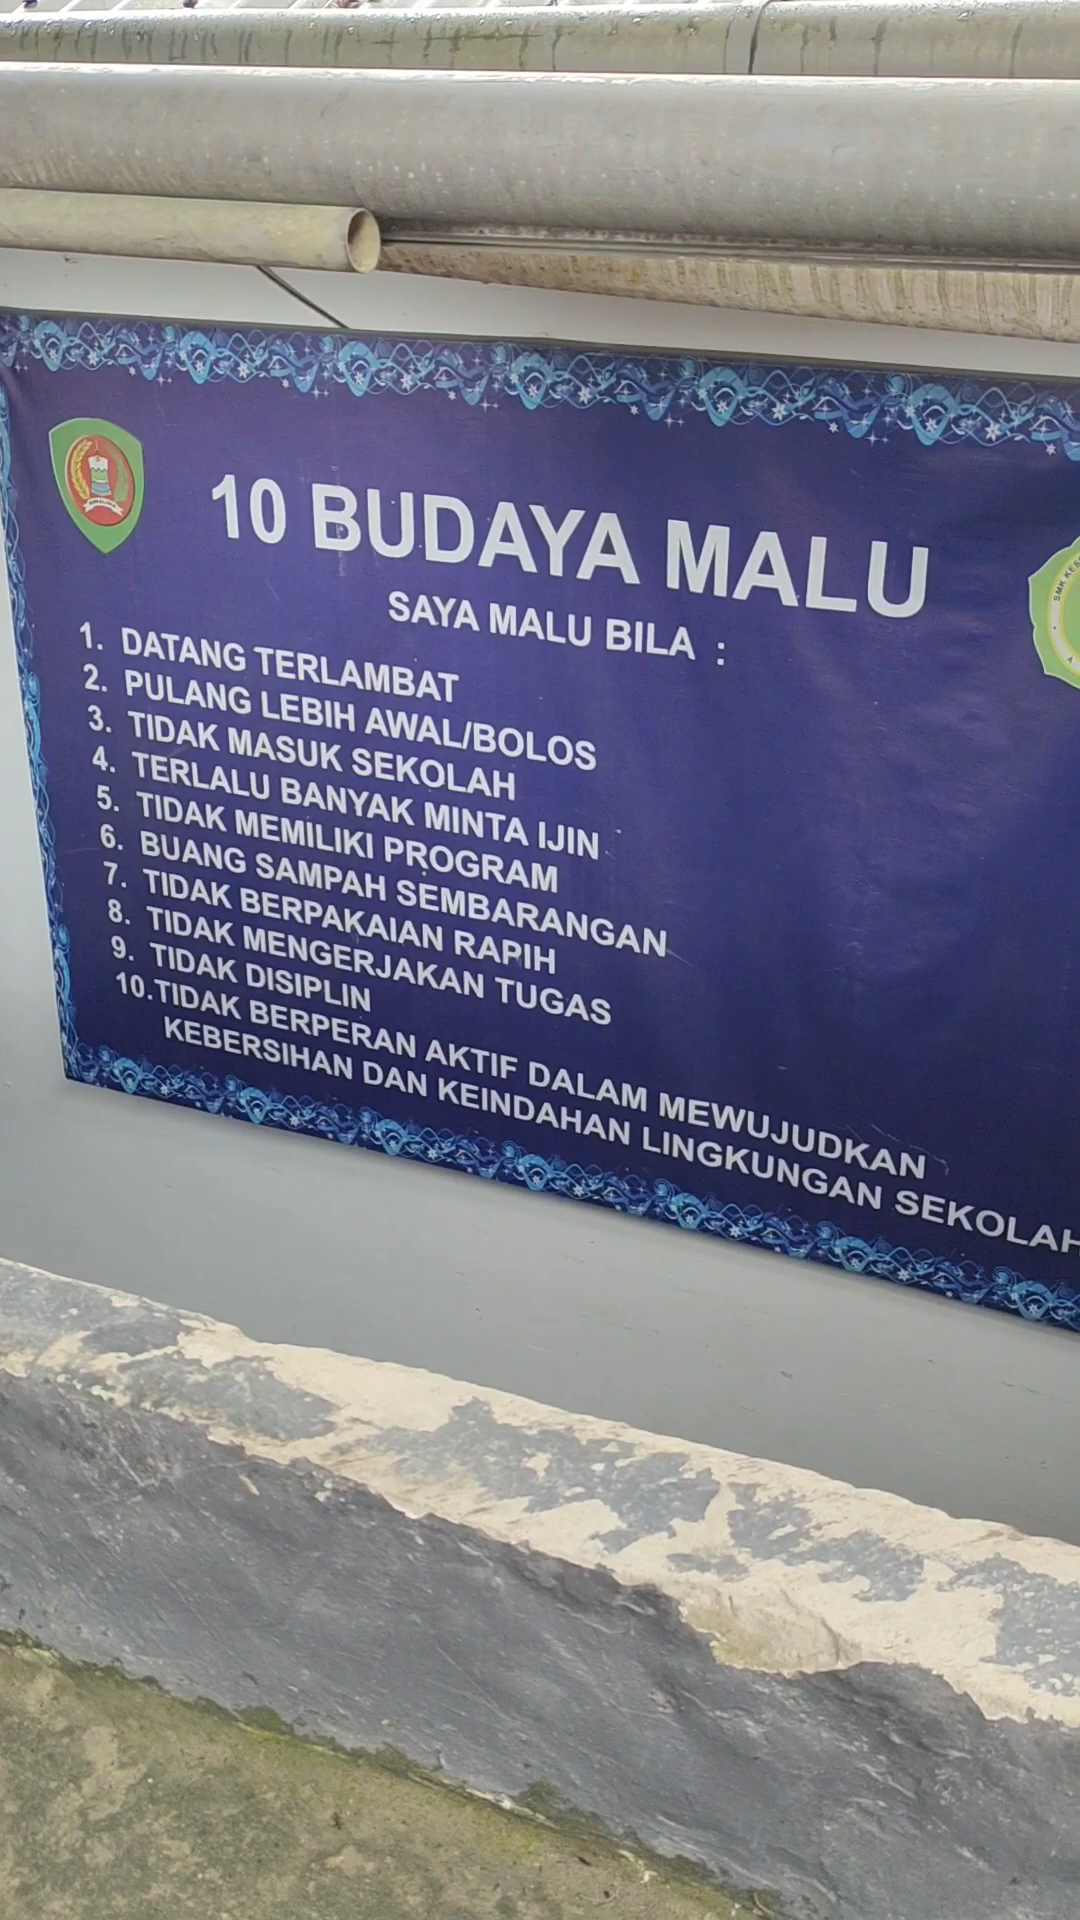 10 BUDAYA MALU
SAYA MALU BILA :
1. DATANG TERLAMBAT
2. PULANG LEBIH AWAL/BOLOS
3. TIDAK MASUK SEKOLAH
4. TERLALU BANYAK MINTA IJIN
5. TIDAK MEMILIKI PROGRAM
6. BUANG SAMPAH SEMBARANGAN
7. TIDAK BERPAKAIAN RAPIH
8. TIDAK MENGERJAKAN TUGAS
9. TIDAK DISIPLIN
10.TIDAK BERPERAN AKTIF DALAM MEWUJUDKAN
KEBERSIHAN DAN KEINDAHAN LINGKUNGAN SEKOLAH
SMK